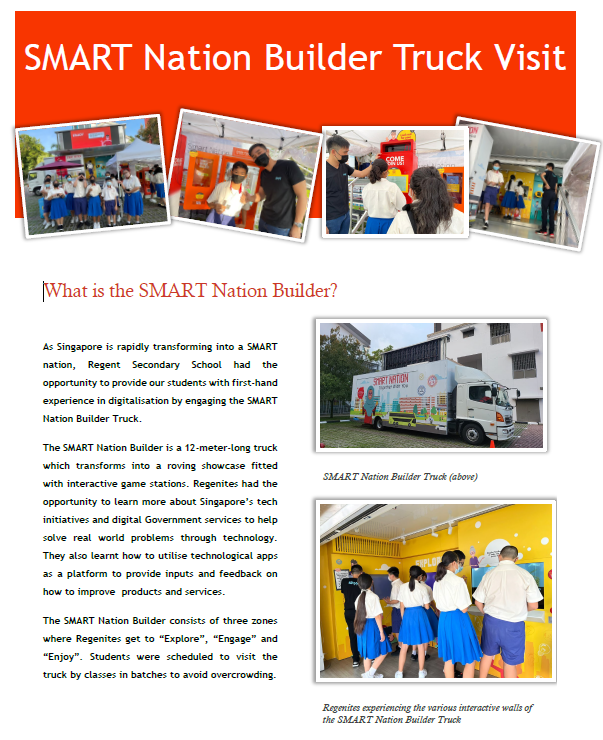 SMART Nation Builder Truck Visit
COME
JOIN US!
What is the SMART Nation Builder?
As Singapore is rapidly transforming into a SMART
nation, Regent Secondary School had the
opportunity to provide our students with first-hand
experience in digitalisation by engaging the SMART
Nation Builder Truck.
The SMART Nation Builder is a 12-meter-long truck
which transforms into a roving showcase fitted
with interactive game stations. Regenites had the
opportunity to learn more about Singapore’s tech
initiatives and digital Government services to help
solve real world problems through technology.
They also learnt how to utilise technological apps
as a platform to provide inputs and feedback on
how to improve products and services.
The SMART Nation Builder consists of three zones
where Regenites get to “Explore”, “Engage” and
“Enjoy”. Students were scheduled to visit the
truck by classes in batches to avoid overcrowding.
SMART NATION
SMART Nation Builder Truck (above)
EXPLO
Regenites experiencing the various interactive walls of
the SMART Nation Builder Truck